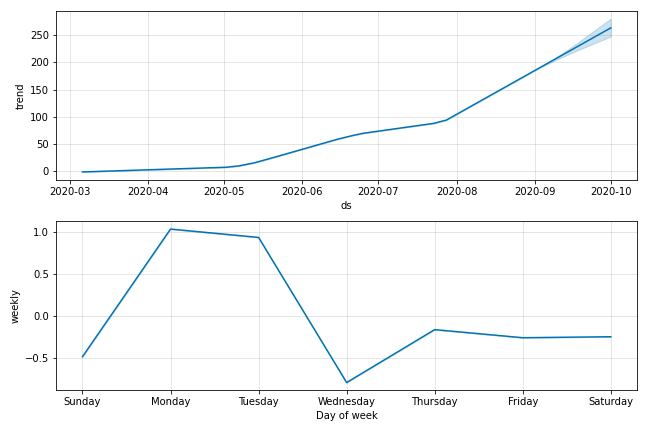 250
200
150
100
50
0
trend
2020-03 2020-04 2020-05 2020-06 2020-07 2020-08 2020-09 2020-10
ds
1.0
0.5
0.0
−0.5
weekly
Sunday Monday Tuesday Wednesday Thursday Friday Saturday
Day of week